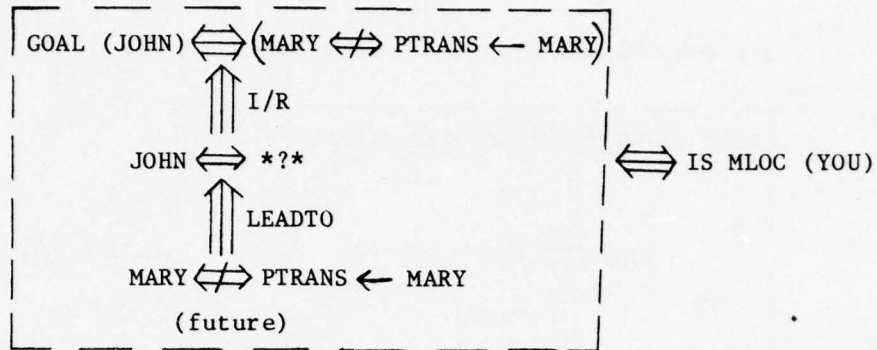 GOAL (JOHN) (MARY PTRANS MARY)
I/R
JOHN *?* IS MLOC (YOU)
LEADTO
MARY PTRANS MARY
(future)